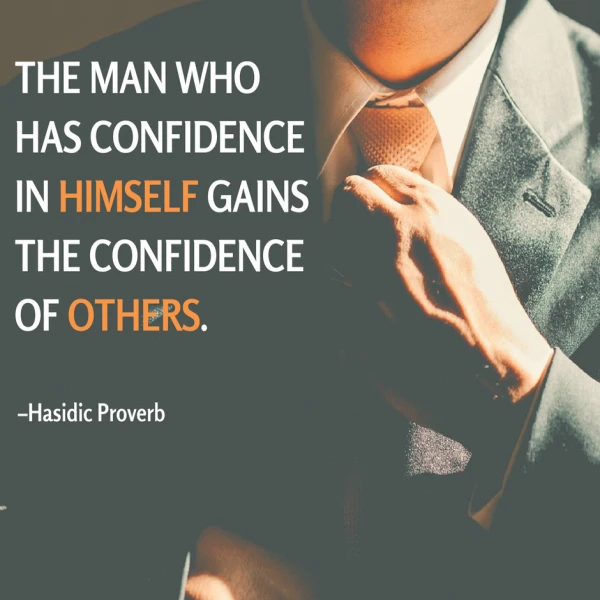 THE MAN WHO
HAS CONFIDENCE
IN HIMSELF GAINS
THE CONFIDENCE
OF OTHERS.
–Hasidic Proverb